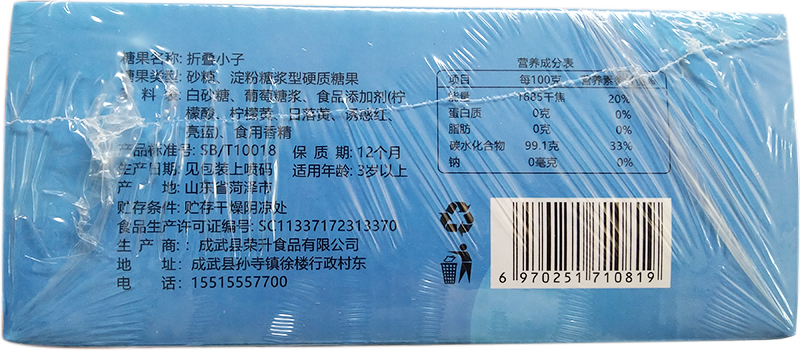 糖果名称: 折叠小子
糖果类型: 砂糖、淀粉糖浆型硬质糖果
料 表: 白砂糖、葡萄糖浆、食品添加剂(柠
檬酸、柠檬黄、日落黄、诱惑红、
亮蓝)、食用香精
产品标准号: SB/T10018 保 质 期: 12个月
生产日期: 见包装上喷码 适用年龄: 3岁以上
产 地: 山东省菏泽市
贮存条件: 贮存干燥阴凉处
食品生产许可证编号: SC11337172313370
生 产 商: : 成武县荣升食品有限公司
地 址: 成武县孙寺镇徐楼行政村东
电 话: 15515557700
营养成分表
项目 每100克 营养素
能量 1685千焦 20%
蛋白质 0克 0%
脂肪 0克 0%
碳水化合物 99.1克 33%
钠 0毫克 0%
6 970251 710819